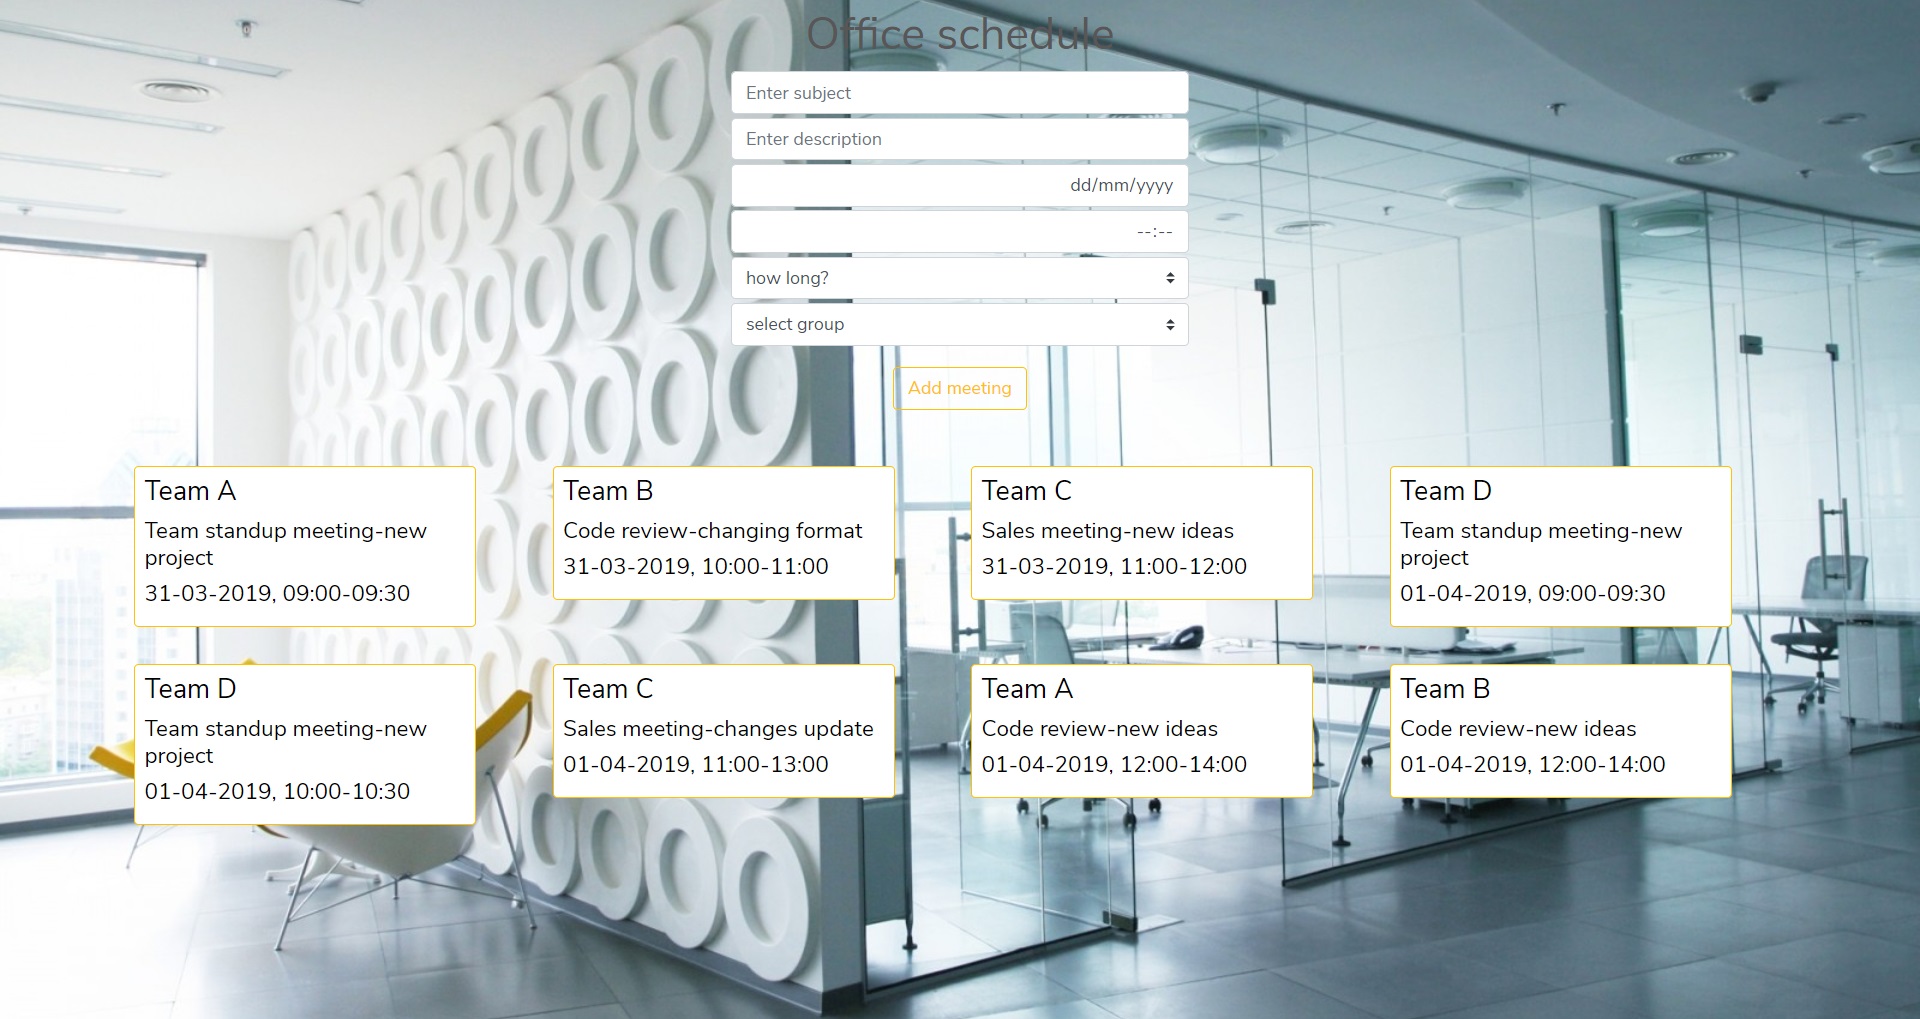 Office schedule
Enter subject
Enter description
dd/mm/yyyy
--:--
how long?
select group
Add meeting
Team A
Team standup meeting-new
project
31-03-2019, 09:00-09:30
Team B
Code review-changing format
31-03-2019, 10:00-11:00
Team C
Sales meeting-new ideas
31-03-2019, 11:00-12:00
Team D
Team standup meeting-new
project
01-04-2019, 09:00-09:30
Team D
Team standup meeting-new
project
01-04-2019, 10:00-10:30
Team C
Sales meeting-changes update
01-04-2019, 11:00-13:00
Team A
Code review-new ideas
01-04-2019, 12:00-14:00
Team B
Code review-new ideas
01-04-2019, 12:00-14:00